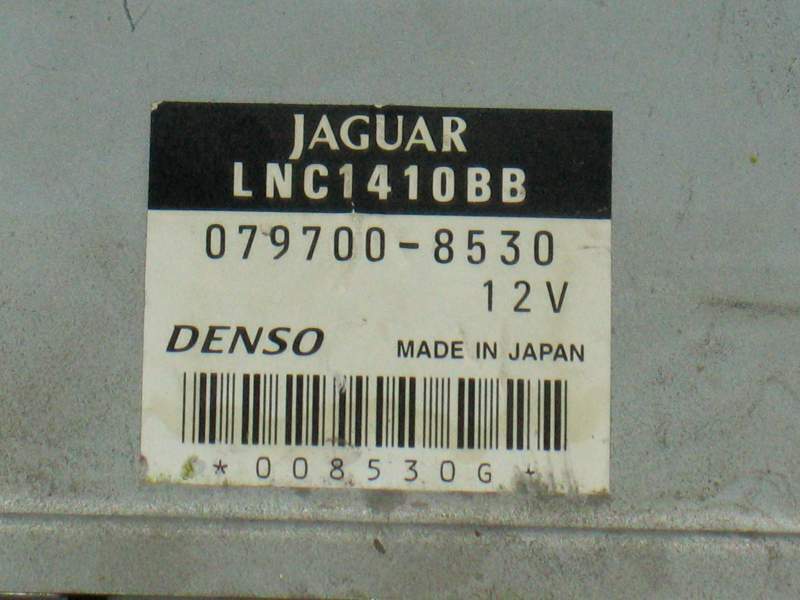 JAGUAR
LNC1410BB
079700-8530
12V
DENSO MADE IN JAPAN
*008530G*